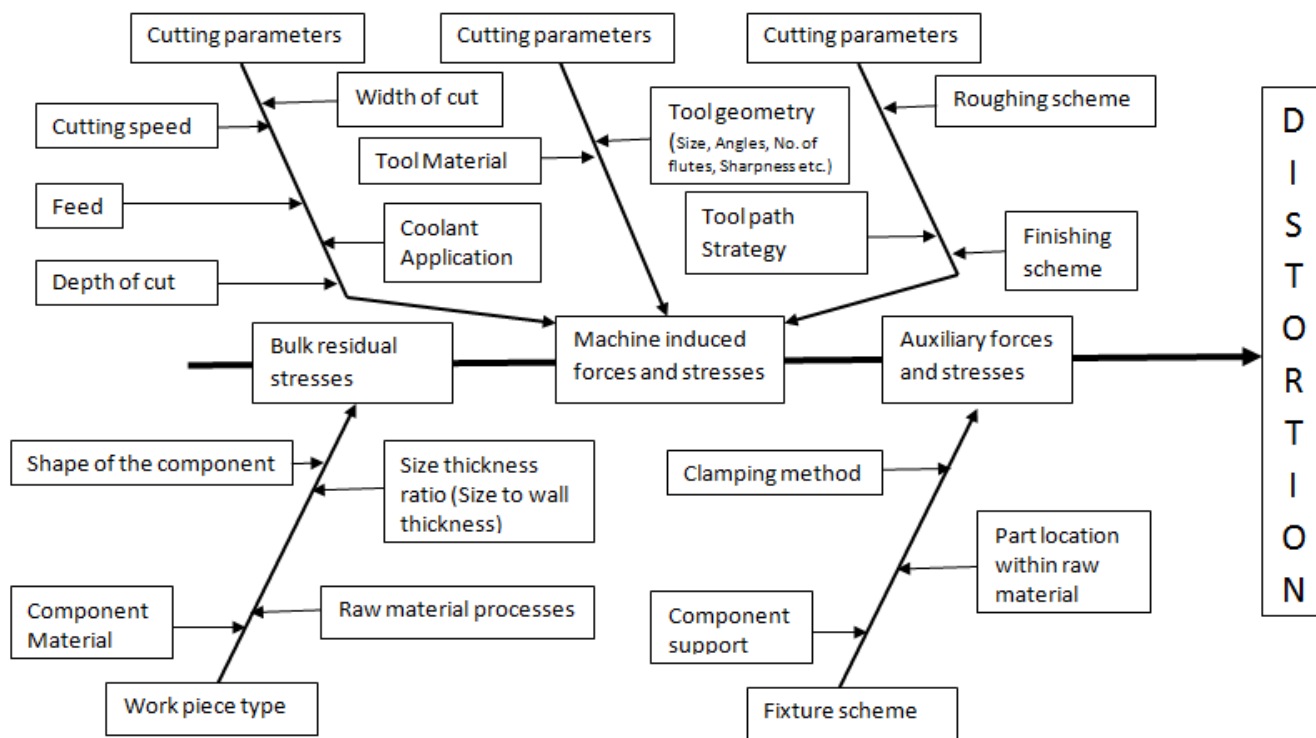 Cutting parameters
Cutting parameters
Cutting parameters
Width of cut
Cutting speed
Feed
Coolant
Application
Depth of cut
Tool geometry
(Size, Angles, No. of
flutes, Sharpness etc.)
Tool Material
Roughing scheme
Tool path
Strategy
Finishing
scheme
Bulk residual
stresses
Machine induced
forces and stresses
Auxiliary forces
and stresses
DISTORTION
Shape of the component
Size thickness
ratio (Size to wall
thickness)
Component
Material
Raw material processes
Work piece type
Clamping method
Part location
within raw
material
Component
support
Fixture scheme